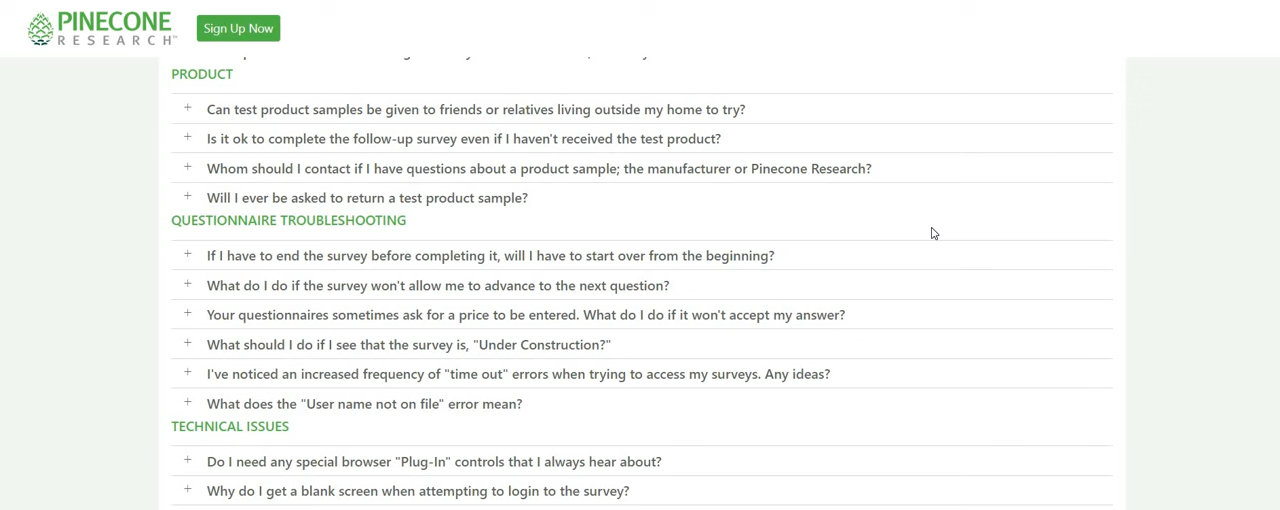 PINECONE
RESEARCH™
Sign Up Now
PRODUCT
+ Can test product samples be given to friends or relatives living outside my home to try?
+ Is it ok to complete the follow-up survey even if I haven't received the test product?
+ Whom should I contact if I have questions about a product sample; the manufacturer or Pinecone Research?
+ Will I ever be asked to return a test product sample?
QUESTIONNAIRE TROUBLESHOOTING
+ If I have to end the survey before completing it, will I have to start over from the beginning?
+ What do I do if the survey won't allow me to advance to the next question?
+ Your questionnaires sometimes ask for a price to be entered. What do I do if it won't accept my answer?
+ What should I do if I see that the survey is, "Under Construction?"
+ I've noticed an increased frequency of "time out" errors when trying to access my surveys. Any ideas?
+ What does the "User name not on file" error mean?
TECHNICAL ISSUES
+ Do I need any special browser "Plug-In" controls that I always hear about?
+ Why do I get a blank screen when attempting to login to the survey?